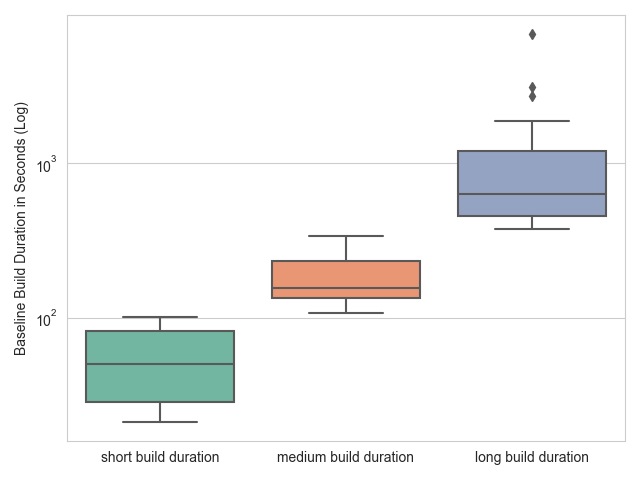 Baseline Build Duration in Seconds (Log)
10³
10²
short build duration
medium build duration
long build duration